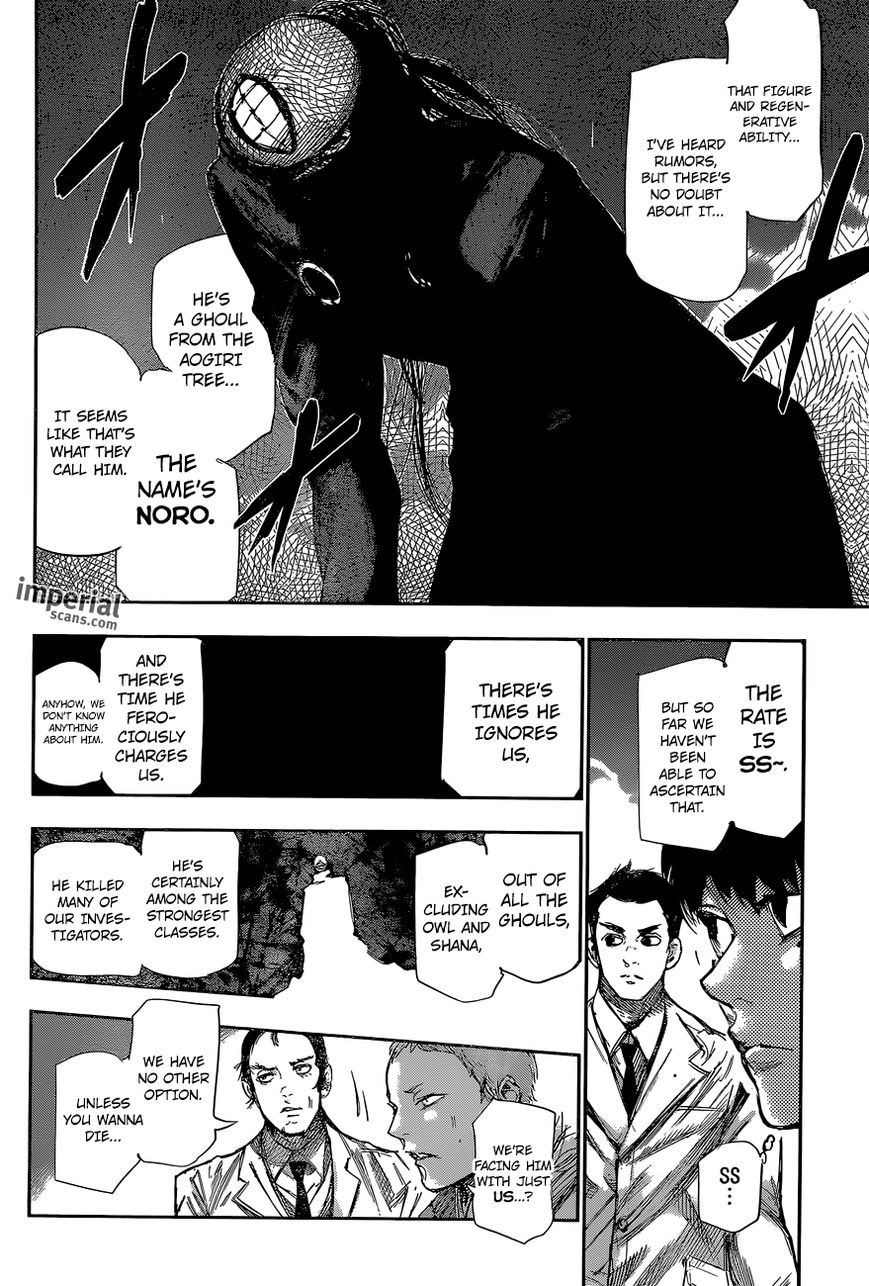 THAT FIGURE
AND REGEN-
ERATIVE
ABILITY...
I'VE HEARD
RUMORS,
BUT THERE'S
NO DOUBT
ABOUT IT...
HE'S
A GHOUL
FROM THE
AOGIRI
TREE...
THE
NAME'S
NORO.
IT SEEMS
LIKE THAT'S
WHAT THEY
CALL HIM.
imperial
scans.com
THE
RATE
IS
SS~.
BUT SO
FAR WE
HAVEN'T
BEEN
ABLE TO
ASCERTAIN
THAT.
SS
...
THERE'S
TIMES HE
IGNORES
US,
AND
THERE'S
TIME HE
FERO-
CIOUSLY
CHARGES
US.
ANYHOW, WE
DON'T KNOW
ANYTHING
ABOUT HIM.
OUT OF
ALL THE
GHOULS,
EX-
CLUDING
OWL AND
SHANA,
HE'S
CERTAINLY
AMONG THE
STRONGEST
CLASSES.
HE KILLED
MANY OF
OUR INVES-
TIGATORS.
WE'RE
FACING HIM
WITH JUST
US...?
WE HAVE
NO OTHER
OPTION.
UNLESS
YOU WANNA
DIE...